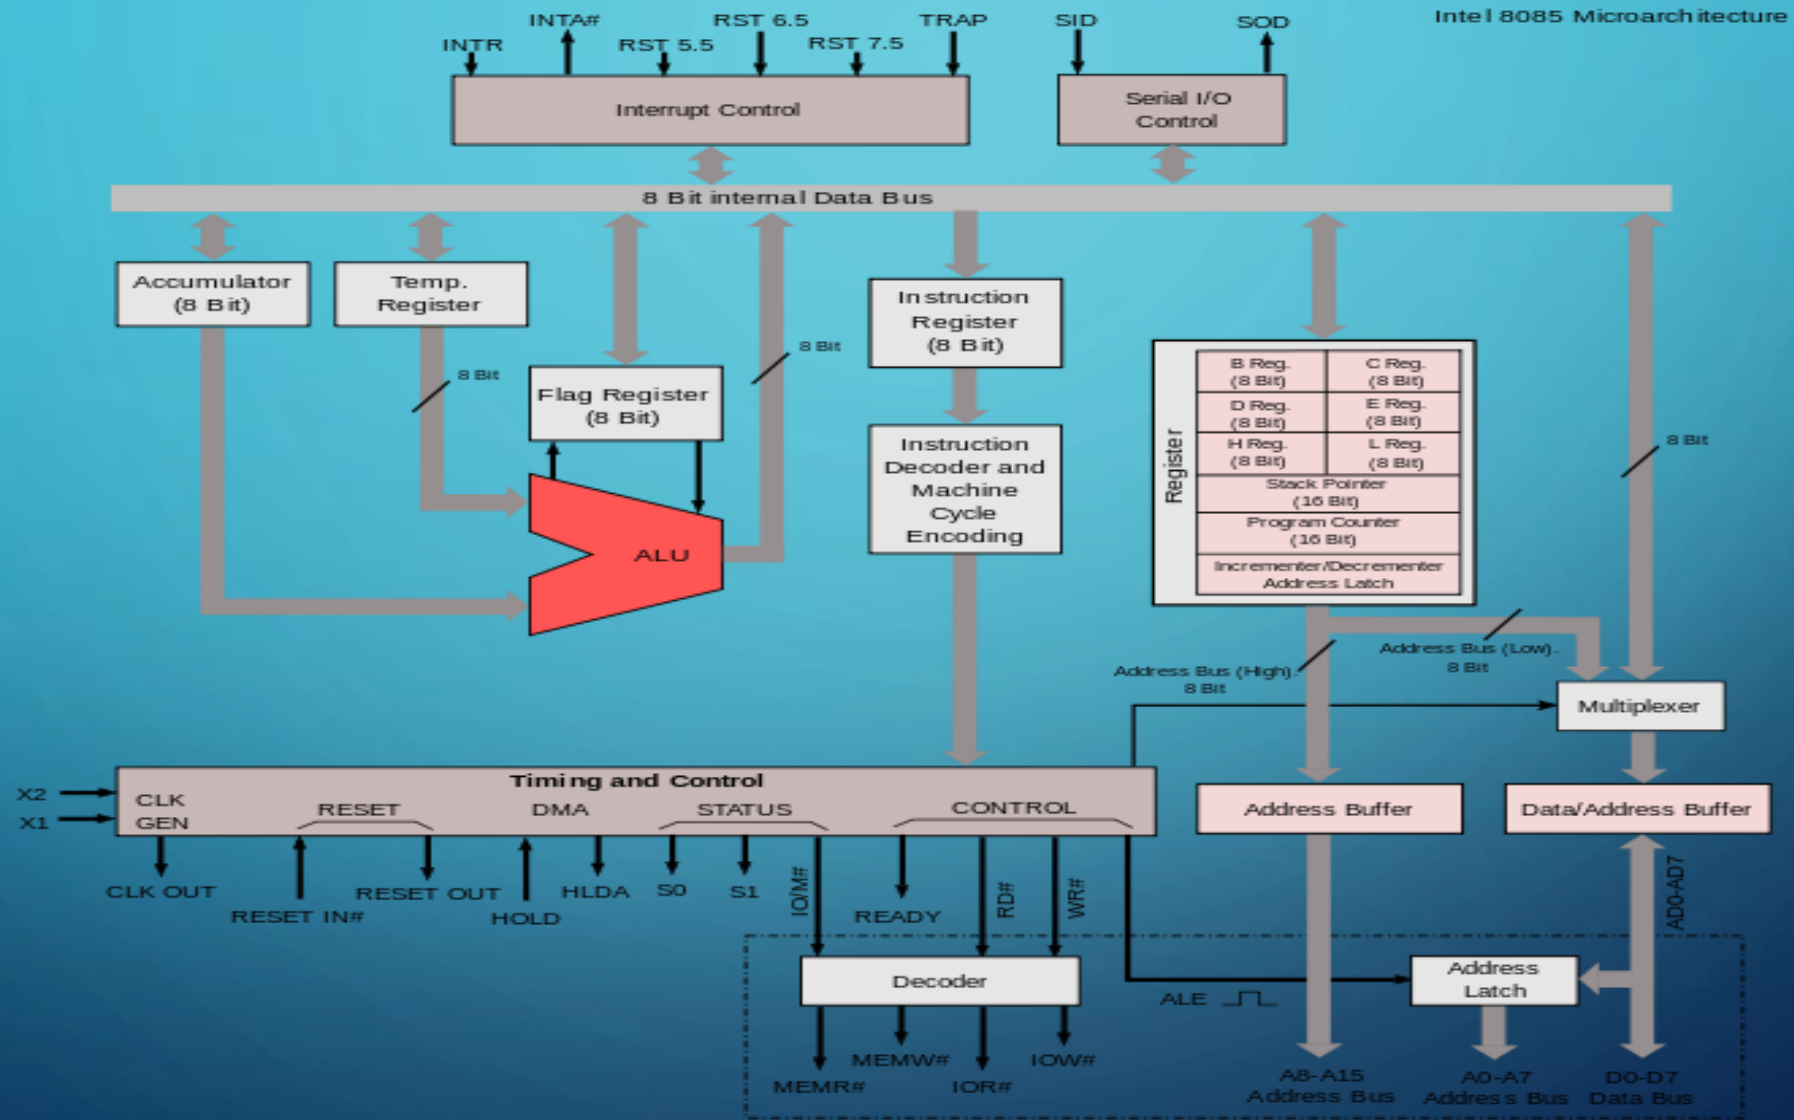 Intel 8085 Microarchitecture
INTA#
RST 6.5
TRAP
SID
SOD
INTR
RST 5.5
RST 7.5
Interrupt Control
Serial I/O
Control
8 Bit internal Data Bus
Accumulator
(8 Bit)
Temp.
Register
Instruction
Register
(8 Bit)
8 Bit
8 Bit
Flag Register
(8 Bit)
Register
B Reg.
(8 Bit)
C Reg.
(8 Bit)
D Reg.
(8 Bit)
E Reg.
(8 Bit)
H Reg.
(8 Bit)
L Reg.
(8 Bit)
Stack Pointer
(16 Bit)
Program Counter
(16 Bit)
Incrementer/Decrementer
Address Latch
8 Bit
Instruction
Decoder and
Machine
Cycle
Encoding
ALU
Address Bus (High).
8 Bit
Address Bus (Low).
8 Bit
Multiplexer
Timing and Control
X2
X1
CLK
GEN
RESET
DMA
STATUS
CONTROL
Address Buffer
Data/Address Buffer
CLK OUT
RESET IN#
RESET OUT
HOLD
HLDA
S0
S1
IO/M#
READY
RD#
WR#
AD0-AD7
Decoder
Address
Latch
ALE
MEMR#
MEMW#
IOR#
IOW#
A8-A15
Address Bus
A0-A7
Address Bus
D0-D7
Data Bus